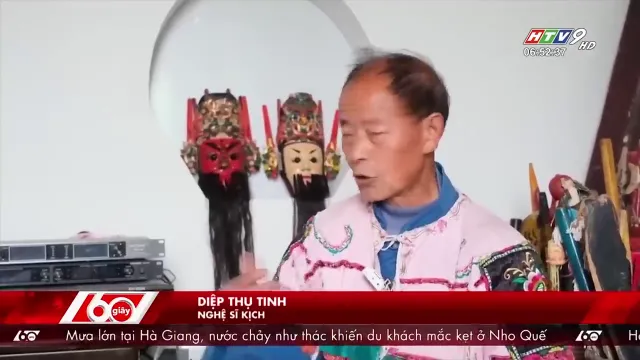 HTV9 HD
06:52:37
60 giây
DIỆP THỤ TINH
NGHỆ SĨ KỊCH
Mưa lớn tại Hà Giang, nước chảy như thác khiến du khách mắc kẹt ở Nho Quế